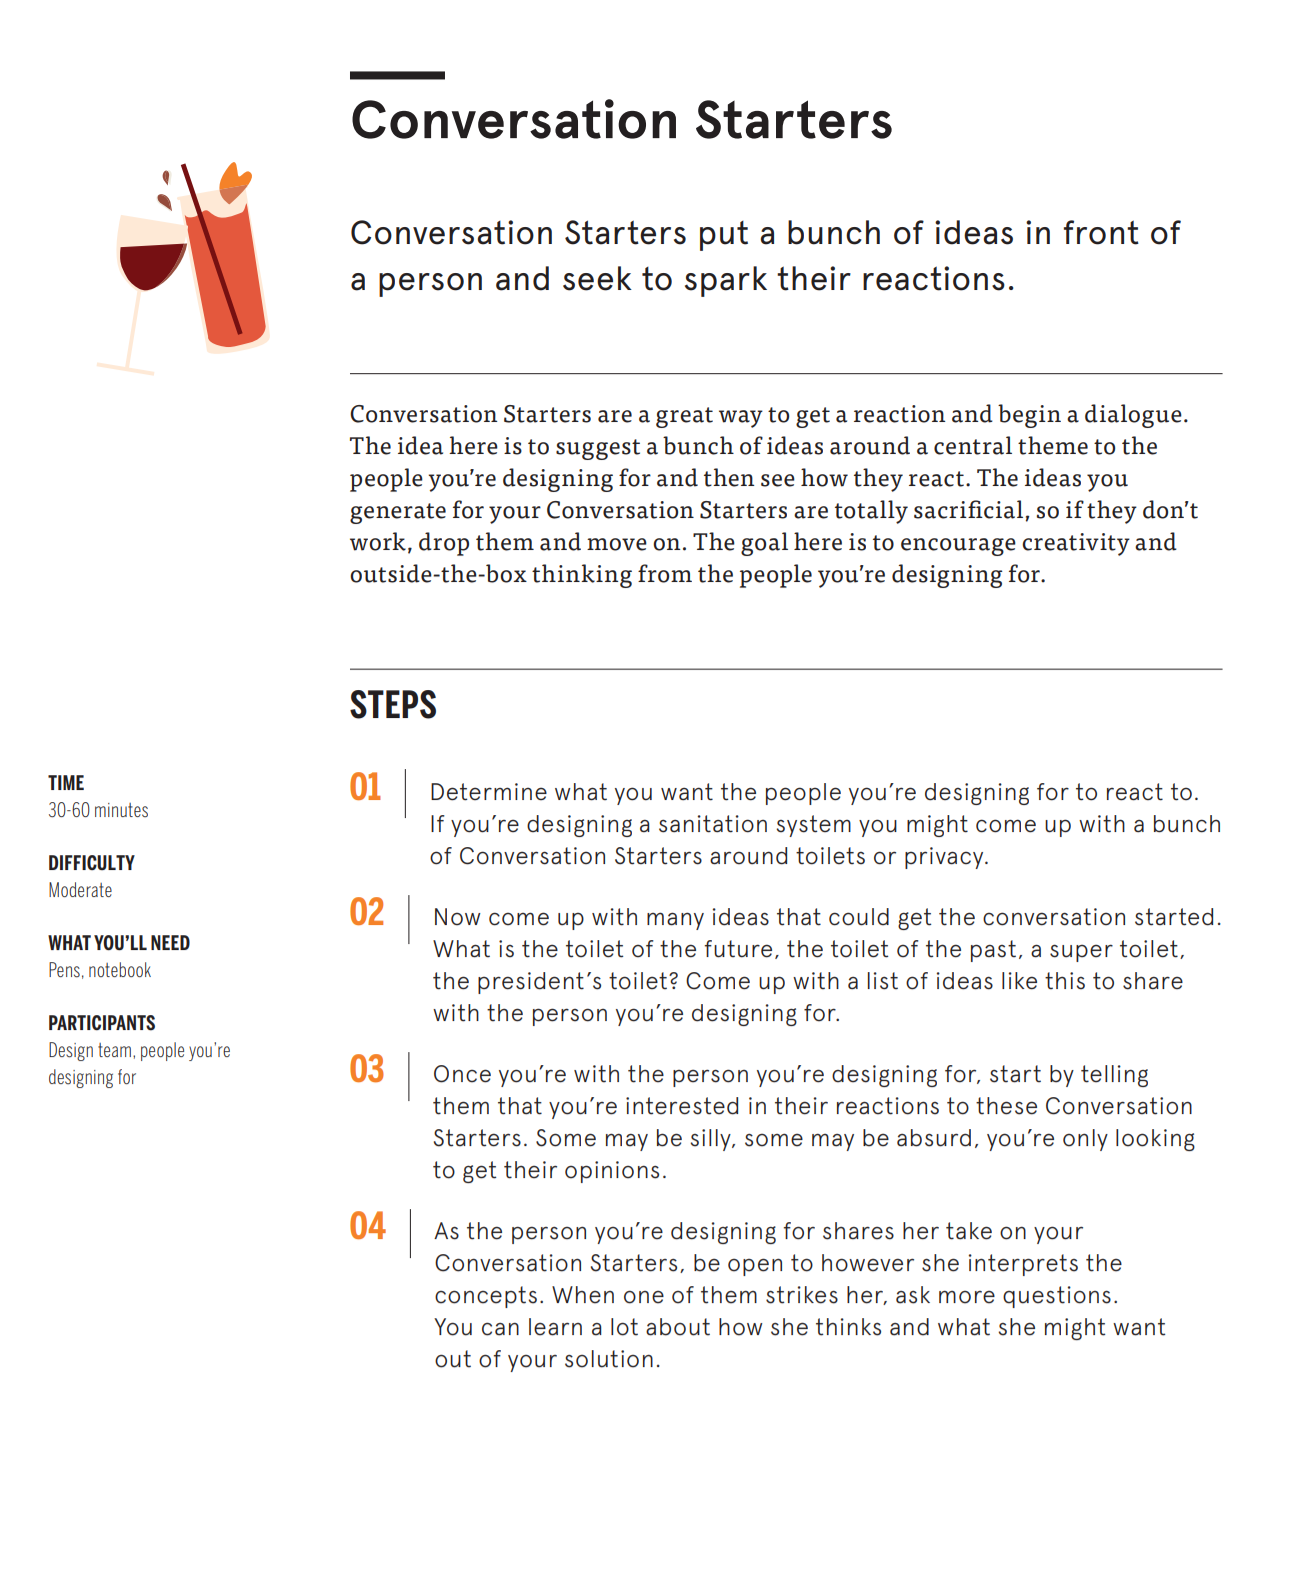 Conversation Starters
Conversation Starters put a bunch of ideas in front of
a person and seek to spark their reactions.
Conversation Starters are a great way to get a reaction and begin a dialogue.
The idea here is to suggest a bunch of ideas around a central theme to the
people you’re designing for and then see how they react. The ideas you
generate for your Conversation Starters are totally sacrificial, so if they don’t
work, drop them and move on. The goal here is to encourage creativity and
outside-the-box thinking from the people you’re designing for.
STEPS
TIME
30-60 minutes
DIFFICULTY
Moderate
WHAT YOU’LL NEED
Pens, notebook
PARTICIPANTS
Design team, people you’re
designing for
01
Determine what you want the people you’re designing for to react to.
If you’re designing a sanitation system you might come up with a bunch
of Conversation Starters around toilets or privacy.
02
Now come up with many ideas that could get the conversation started.
What is the toilet of the future, the toilet of the past, a super toilet,
the president’s toilet? Come up with a list of ideas like this to share
with the person you’re designing for.
03
Once you’re with the person you’re designing for, start by telling
them that you’re interested in their reactions to these Conversation
Starters. Some may be silly, some may be absurd, you’re only looking
to get their opinions.
04
As the person you’re designing for shares her take on your
Conversation Starters, be open to however she interprets the
concepts. When one of them strikes her, ask more questions.
You can learn a lot about how she thinks and what she might want
out of your solution.